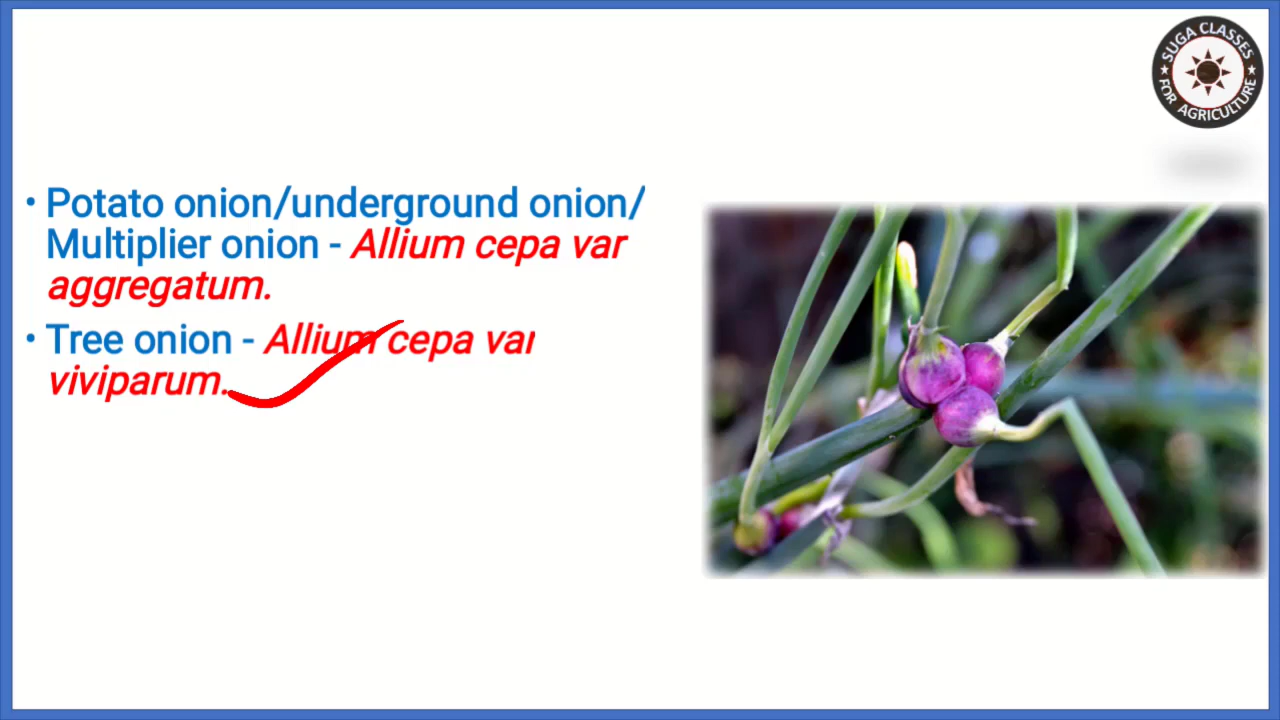 SUGA CLASSES
FOR AGRICULTURE
• Potato onion/underground onion/
Multiplier onion - Allium cepa var
aggregatum.
• Tree onion - Allium cepa var
viviparum.